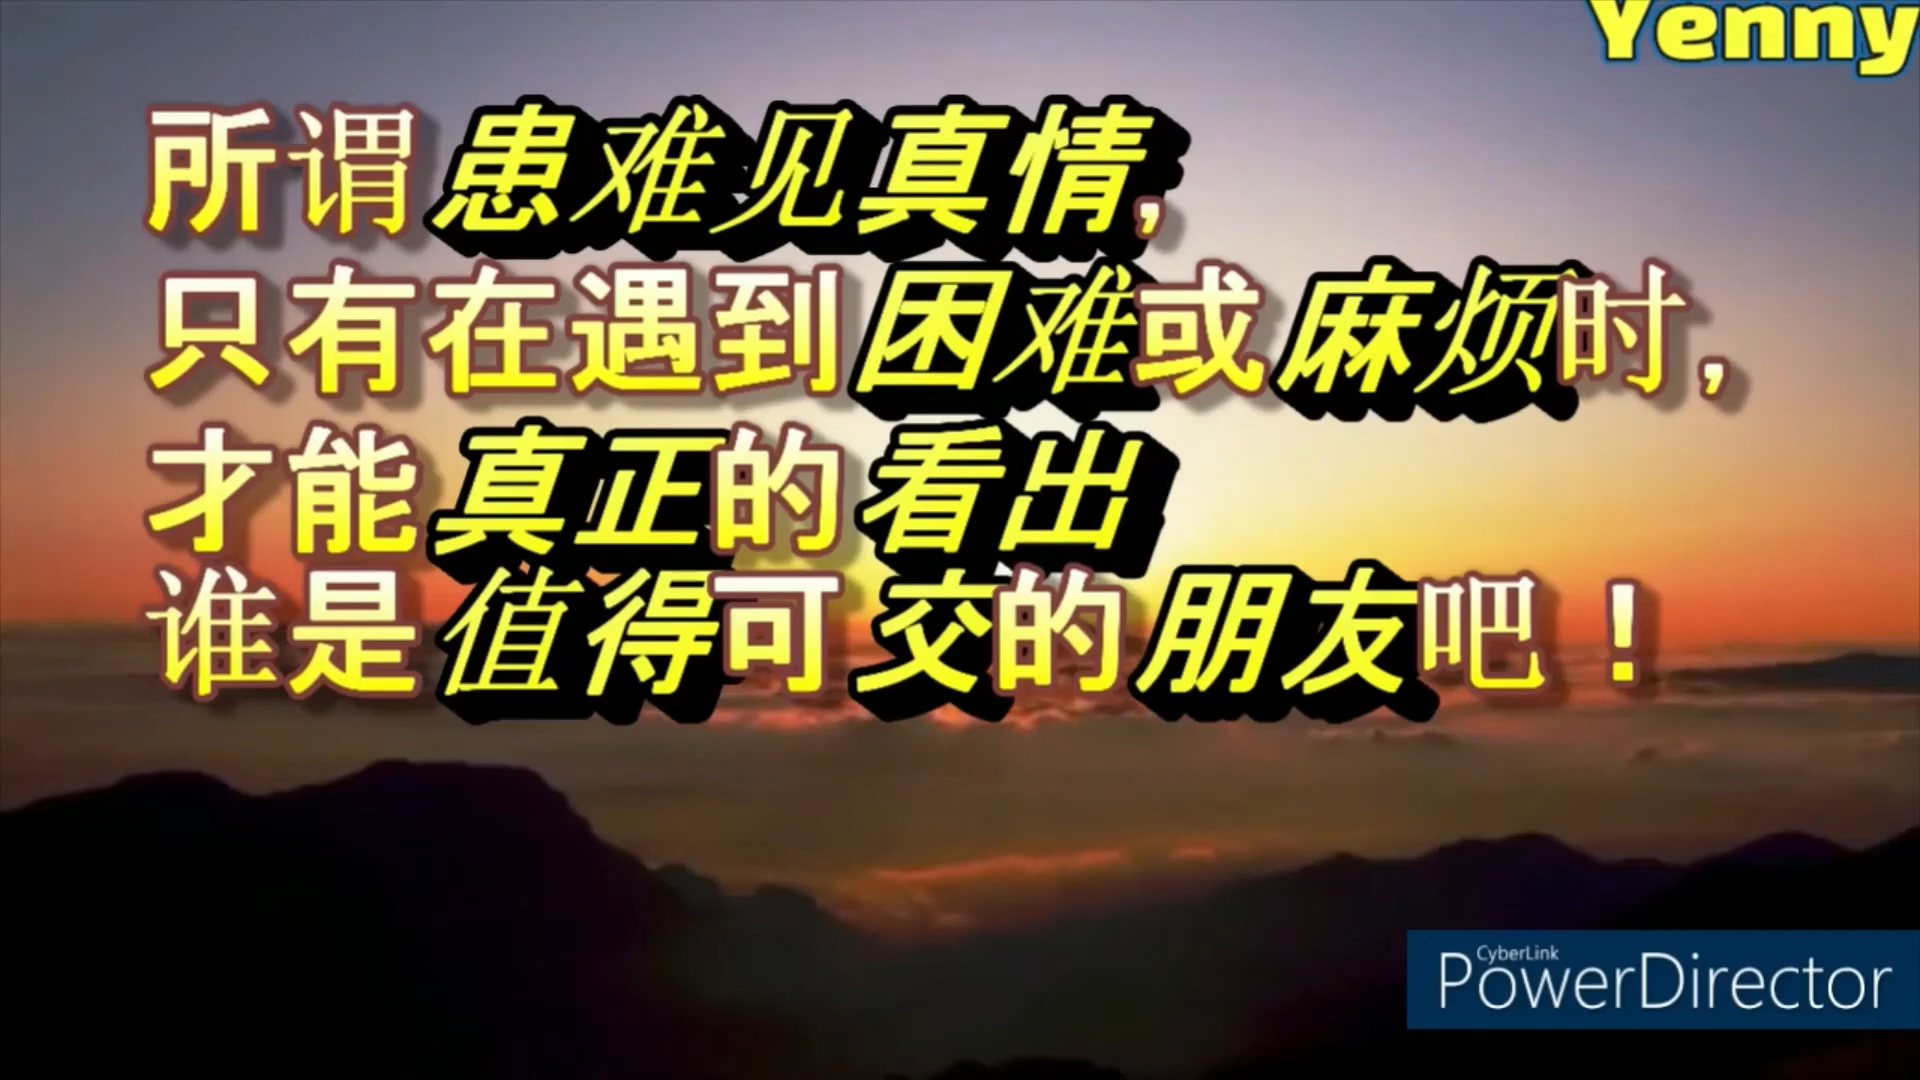 Yenny
所谓患难见真情,
只有在遇到困难或麻烦时,
才能真正的看出
谁是值得可交的朋友吧！
CyberLink
PowerDirector